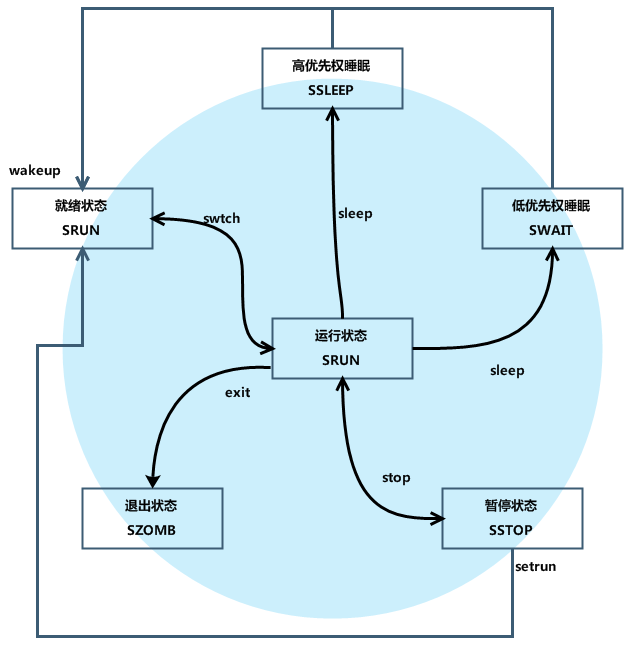 高优先权睡眠
SSLEEP
wakeup
就绪状态
SRUN
swtch
sleep
低优先权睡眠
SWAIT
运行状态
SRUN
sleep
exit
stop
退出状态
SZOMB
暂停状态
SSTOP
setrun